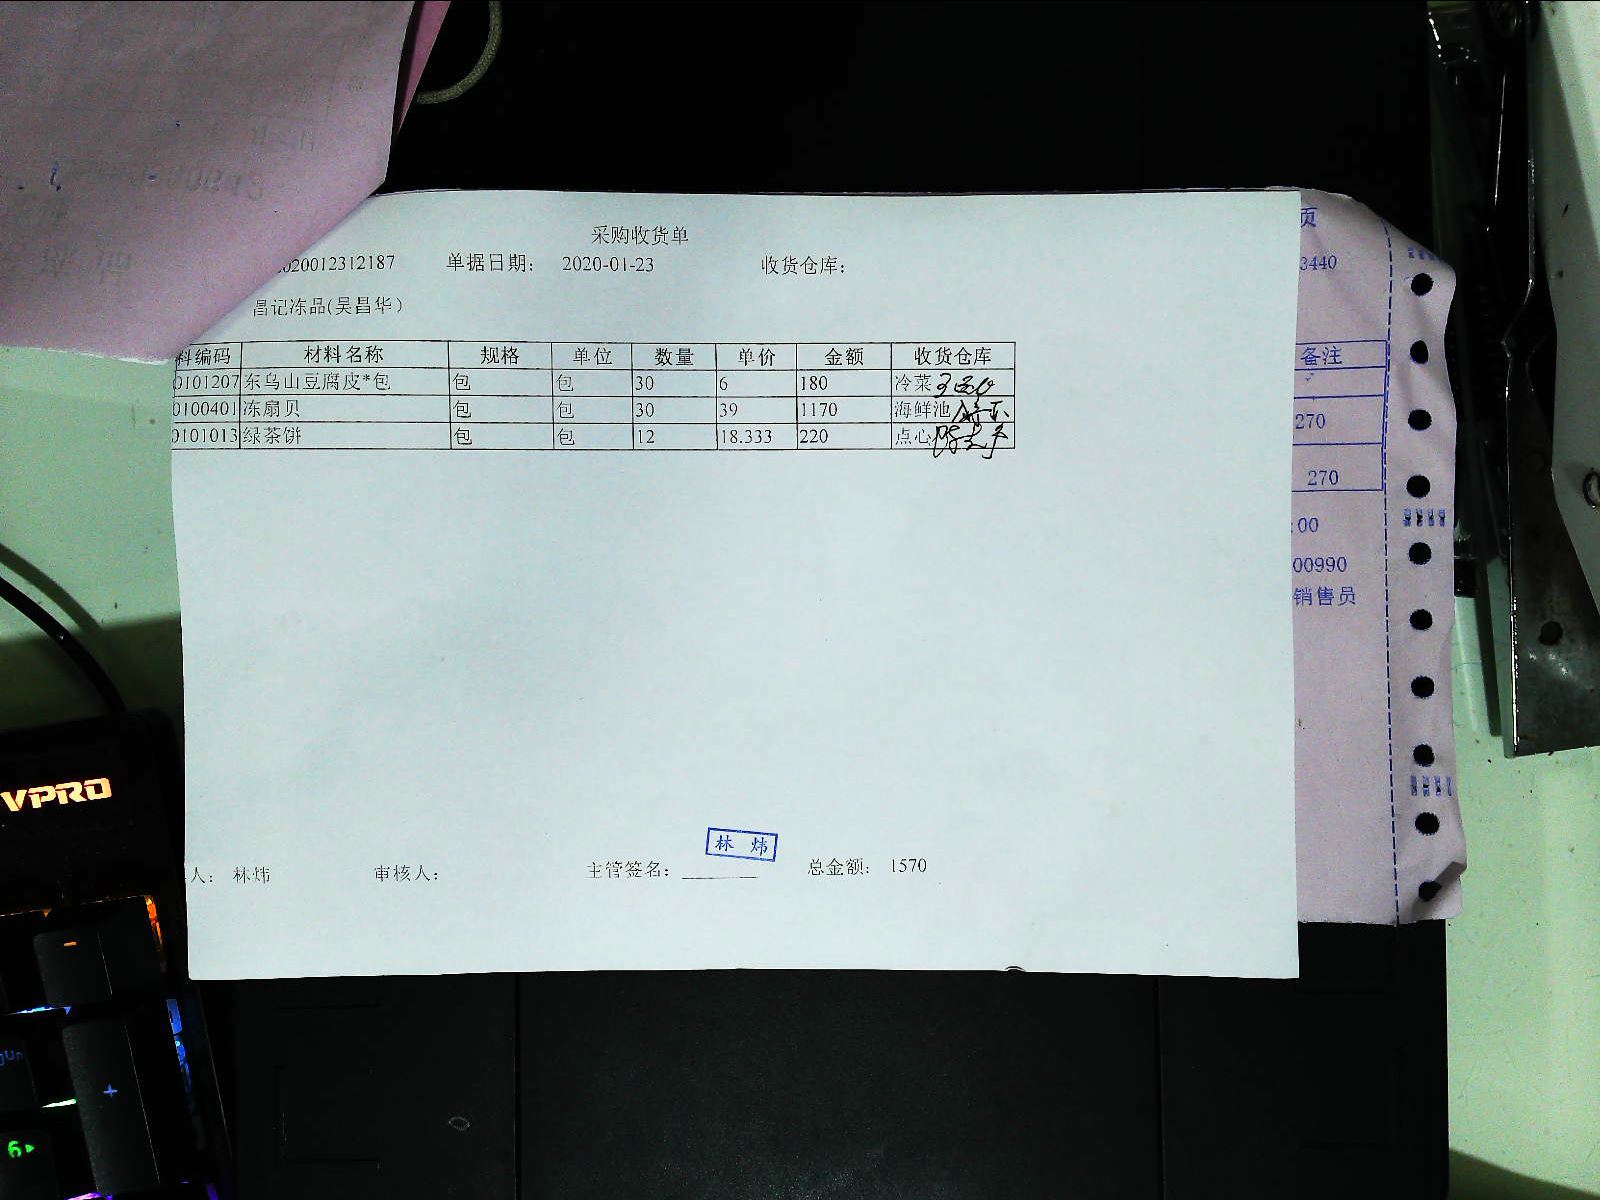 采购收货单
020012312187 单据日期： 2020-01-23 收货仓库：
昌记冻品(吴昌华)
料编码 材料名称 规格 单位 数量 单价 金额 收货仓库
0101207 东乌山豆腐皮*包 包 包 30 6 180 冷菜
0100401 冻扇贝 包 包 30 39 1170 海鲜池
0101013 绿茶饼 包 包 12 18.333 220 点心
林炜
人： 林炜 审核人： 主管签名： 总金额： 1570
页
3440
备注
270
270
:00
00990
销售员
VPRO
-
+
6